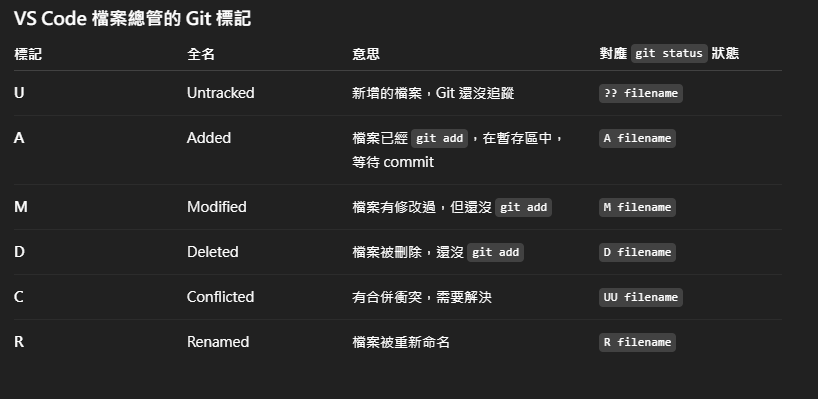 VS Code 檔案總管的 Git 標記
標記 全名 意思 對應 git status 狀態
U Untracked 新增的檔案，Git 還沒追蹤 ?? filename
A Added 檔案已經 git add，在暫存區中， A filename
等待 commit
M Modified 檔案有修改過，但還沒 git add M filename
D Deleted 檔案被刪除，還沒 git add D filename
C Conflicted 有合併衝突，需要解決 UU filename
R Renamed 檔案被重新命名 R filename